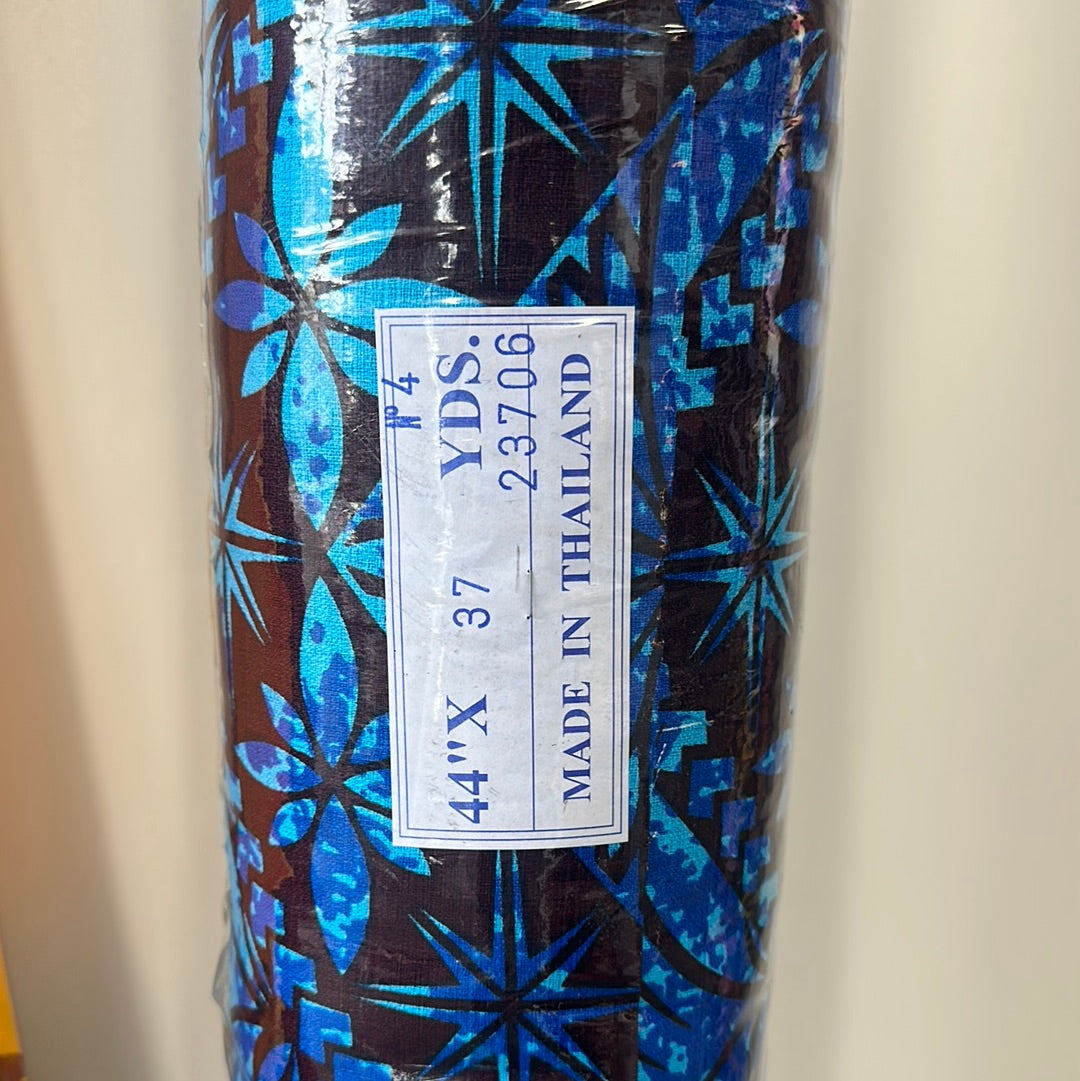 Nº 4
44"X 37 YDS.
23706
MADE IN THAILAND